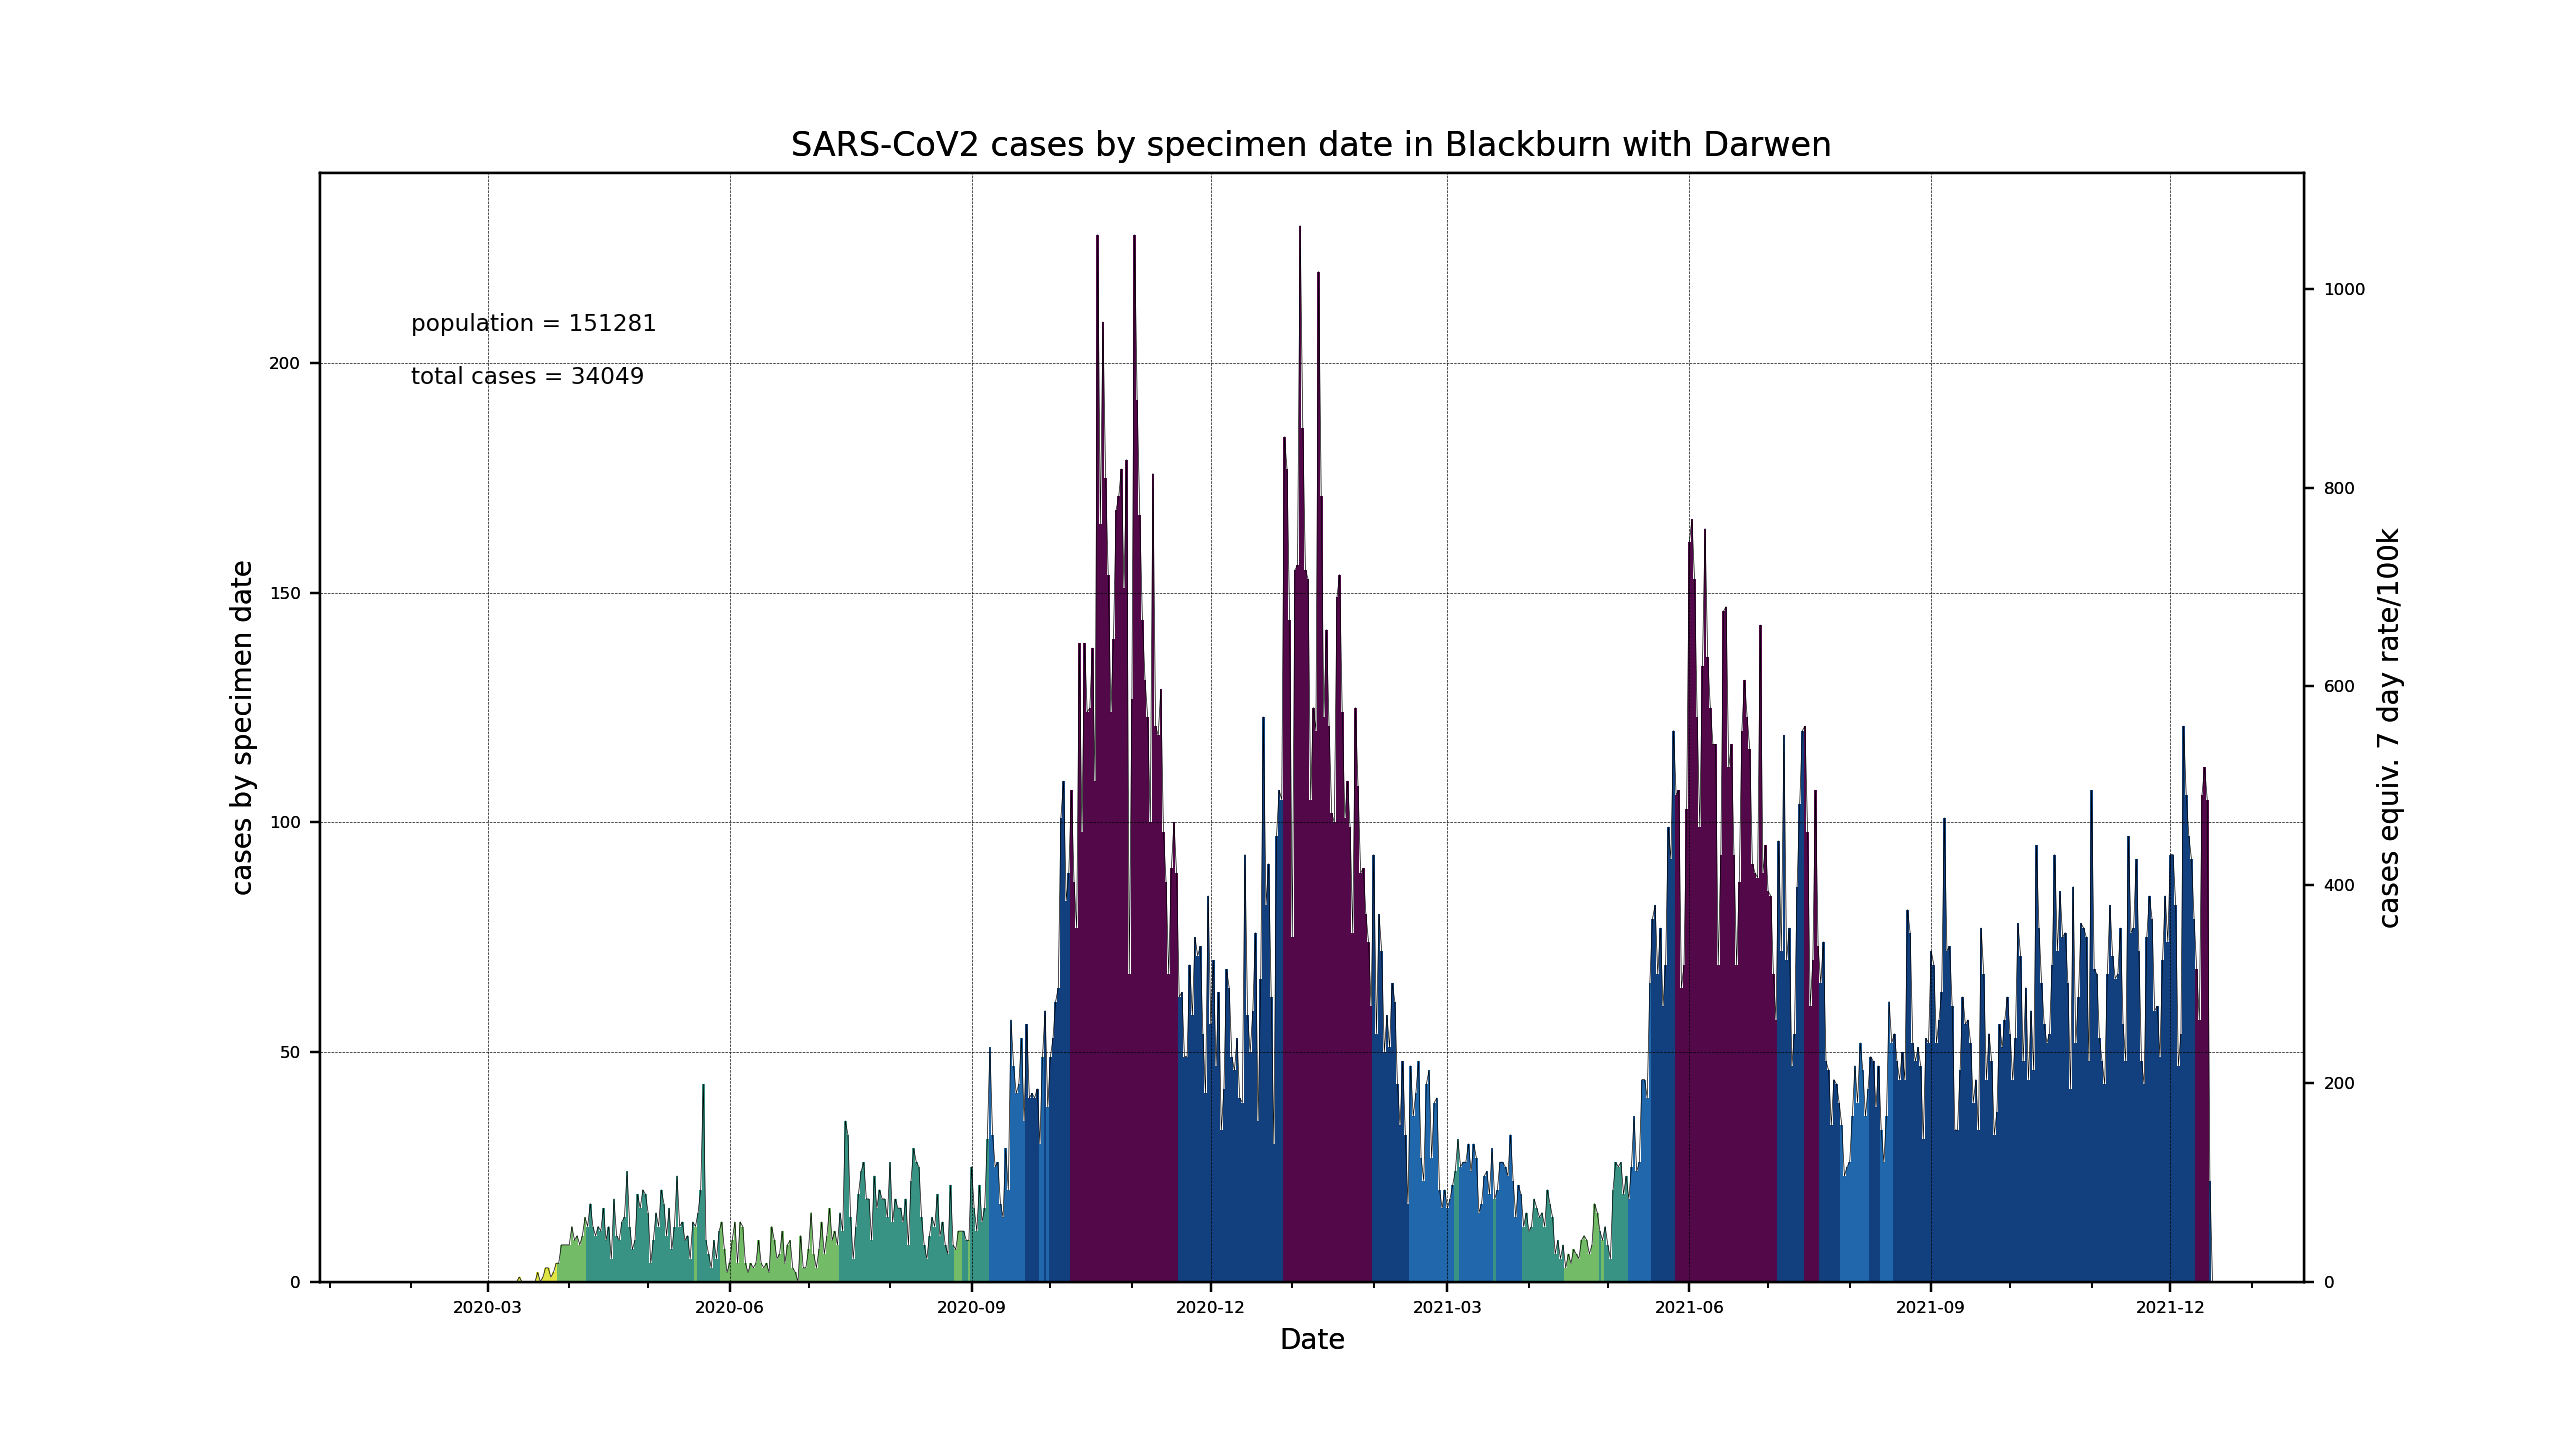 SARS-CoV2 cases by specimen date in Blackburn with Darwen
population = 151281
total cases = 34049
cases by specimen date
200
150
100
50
0
1000
800
600
400
200
0
cases equiv. 7 day rate/100k
2020-03 2020-06 2020-09 2020-12 2021-03 2021-06 2021-09 2021-12
Date